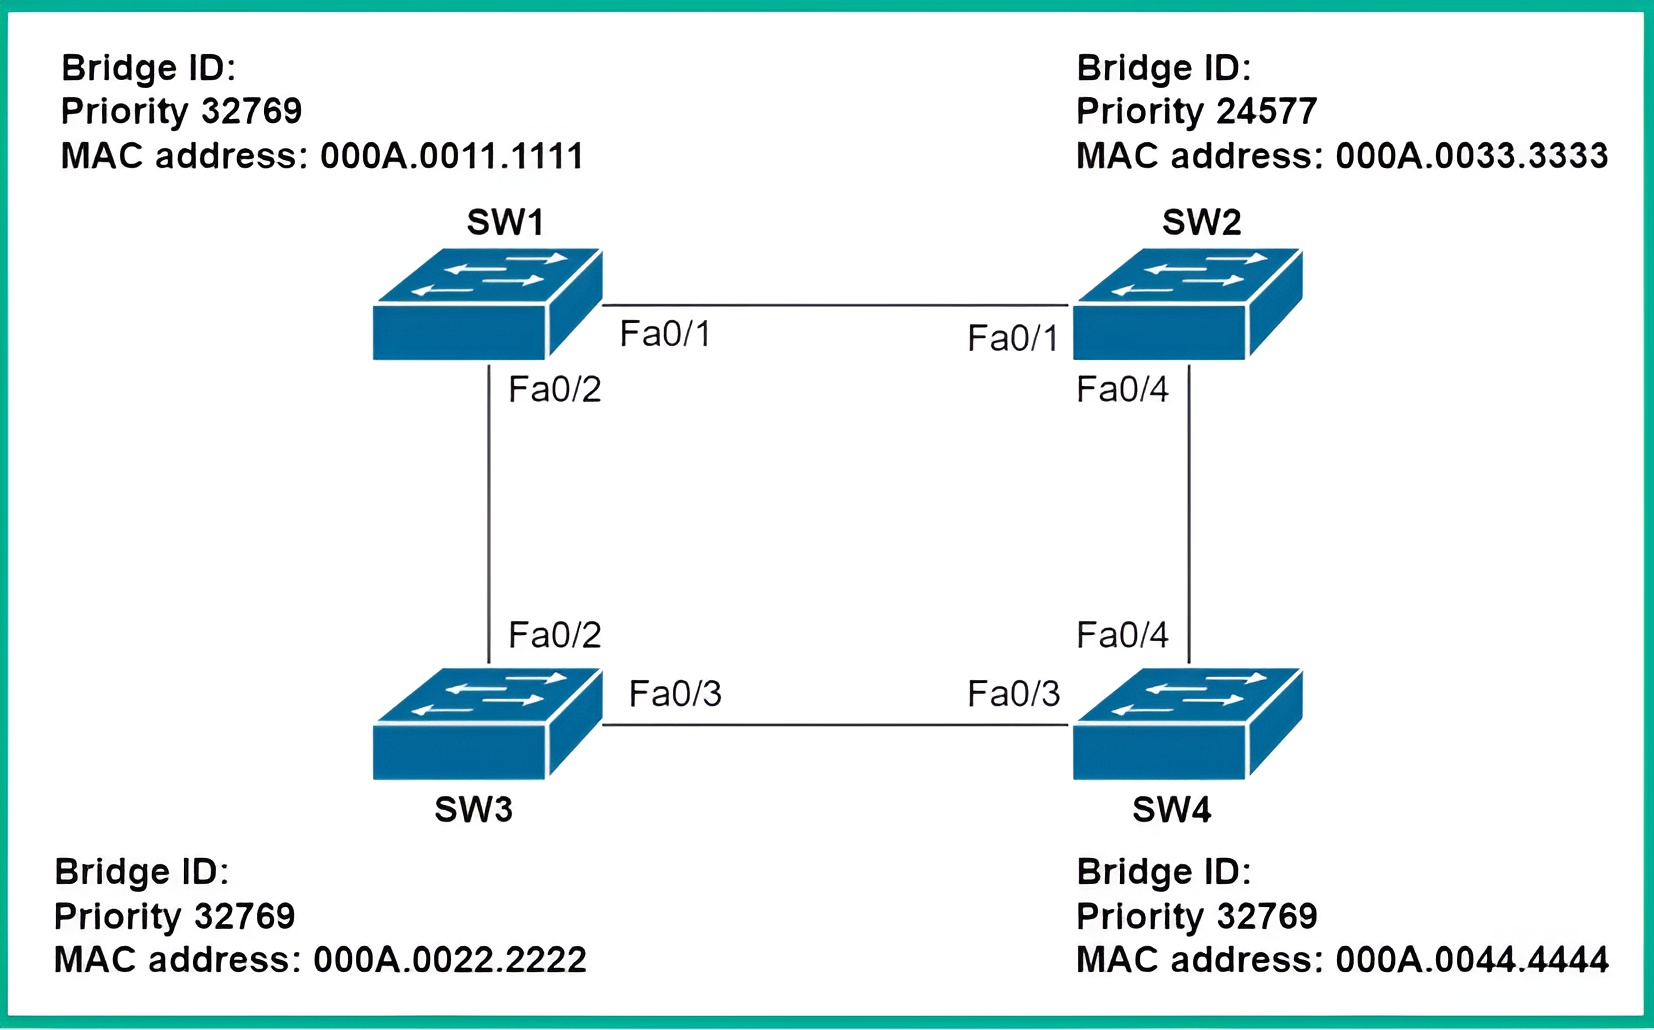 Bridge ID:
Priority 32769
MAC address: 000A.0011.1111
Bridge ID:
Priority 24577
MAC address: 000A.0033.3333
SW1
SW2
Fa0/1
Fa0/1
Fa0/2
Fa0/4
Fa0/2
Fa0/4
Fa0/3
Fa0/3
SW3
SW4
Bridge ID:
Priority 32769
MAC address: 000A.0022.2222
Bridge ID:
Priority 32769
MAC address: 000A.0044.4444